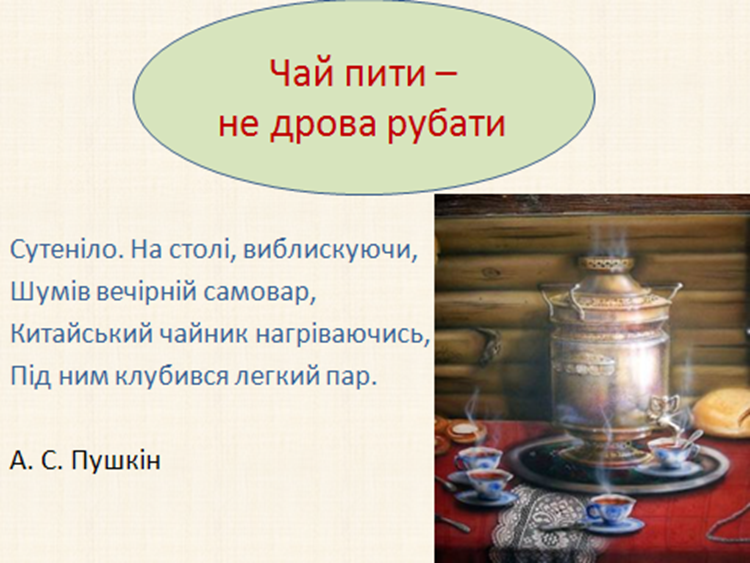 Чай пити –
не дрова рубати
Сутеніло. На столі, виблискуючи,
Шумів вечірній самовар,
Китайський чайник нагріваючись,
Під ним клубився легкий пар.
А. С. Пушкін